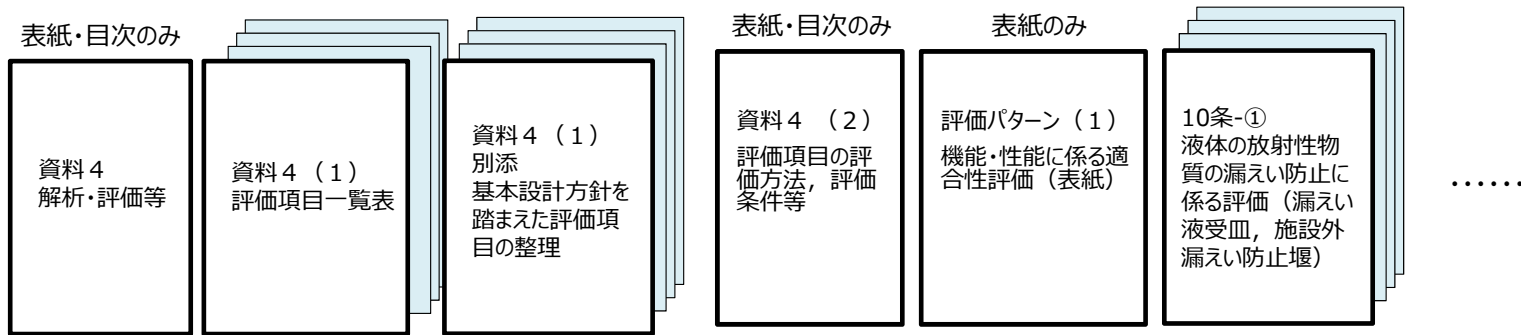 表紙・目次のみ
資料４
解析・評価等
資料４（１）
評価項目一覧表
資料４（１）
別添
基本設計方針を
踏まえた評価項
目の整理
表紙・目次のみ
資料４ （２）
評価項目の評
価方法，評価
条件等
表紙のみ
評価パターン（１）
機能・性能に係る適
合性評価（表紙）
10条-①
液体の放射性物
質の漏えい防止に
係る評価（漏えい
液受皿，施設外
漏えい防止堰）
……